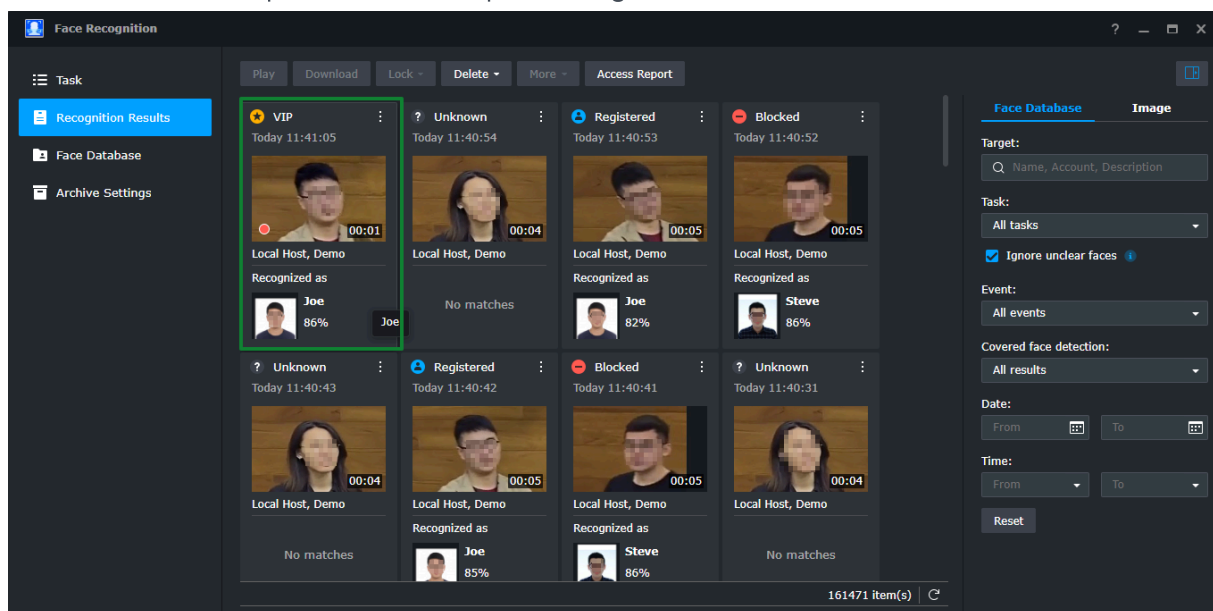 Face Recognition
?
Task
Recognition Results
Face Database
Archive Settings
Play Download Lock Delete More Access Report
VIP
Today 11:41:05
00:01
Local Host, Demo
Recognized as
Joe
86%
Joe
? Unknown
Today 11:40:54
00:04
Local Host, Demo
No matches
Registered
Today 11:40:53
00:05
Local Host, Demo
Recognized as
Joe
82%
Blocked
Today 11:40:52
00:05
Local Host, Demo
Recognized as
Steve
86%
? Unknown
Today 11:40:43
00:04
Local Host, Demo
No matches
Registered
Today 11:40:42
00:05
Local Host, Demo
Recognized as
Joe
85%
Blocked
Today 11:40:41
00:05
Local Host, Demo
Recognized as
Steve
86%
? Unknown
Today 11:40:31
00:04
Local Host, Demo
No matches
161471 item(s)
Face Database Image
Target:
Name, Account, Description
Task:
All tasks
Ignore unclear faces i
Event:
All events
Covered face detection:
All results
Date:
From To
Time:
From To
Reset